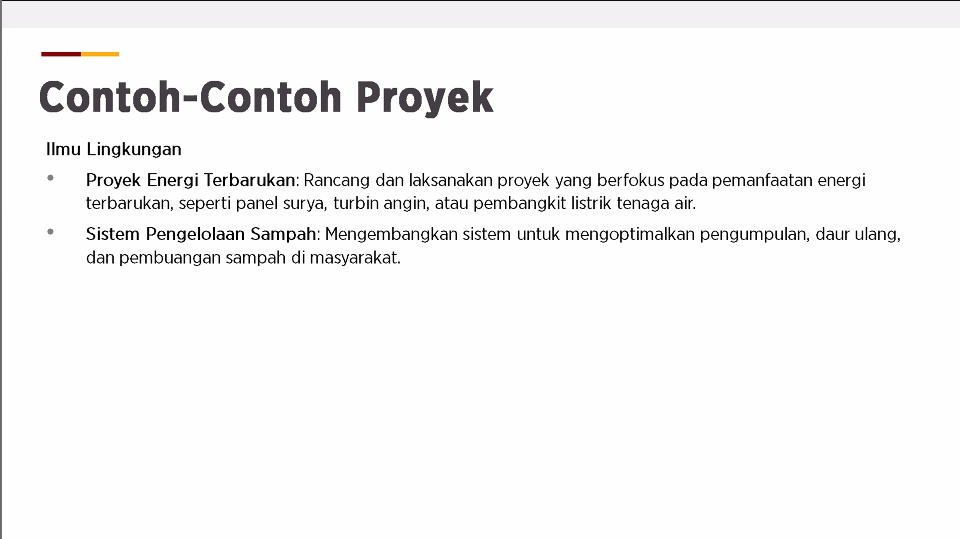 Contoh-Contoh Proyek
Ilmu Lingkungan
• Proyek Energi Terbarukan: Rancang dan laksanakan proyek yang berfokus pada pemanfaatan energi
terbarukan, seperti panel surya, turbin angin, atau pembangkit listrik tenaga air.
• Sistem Pengelolaan Sampah: Mengembangkan sistem untuk mengoptimalkan pengumpulan, daur ulang,
dan pembuangan sampah di masyarakat.